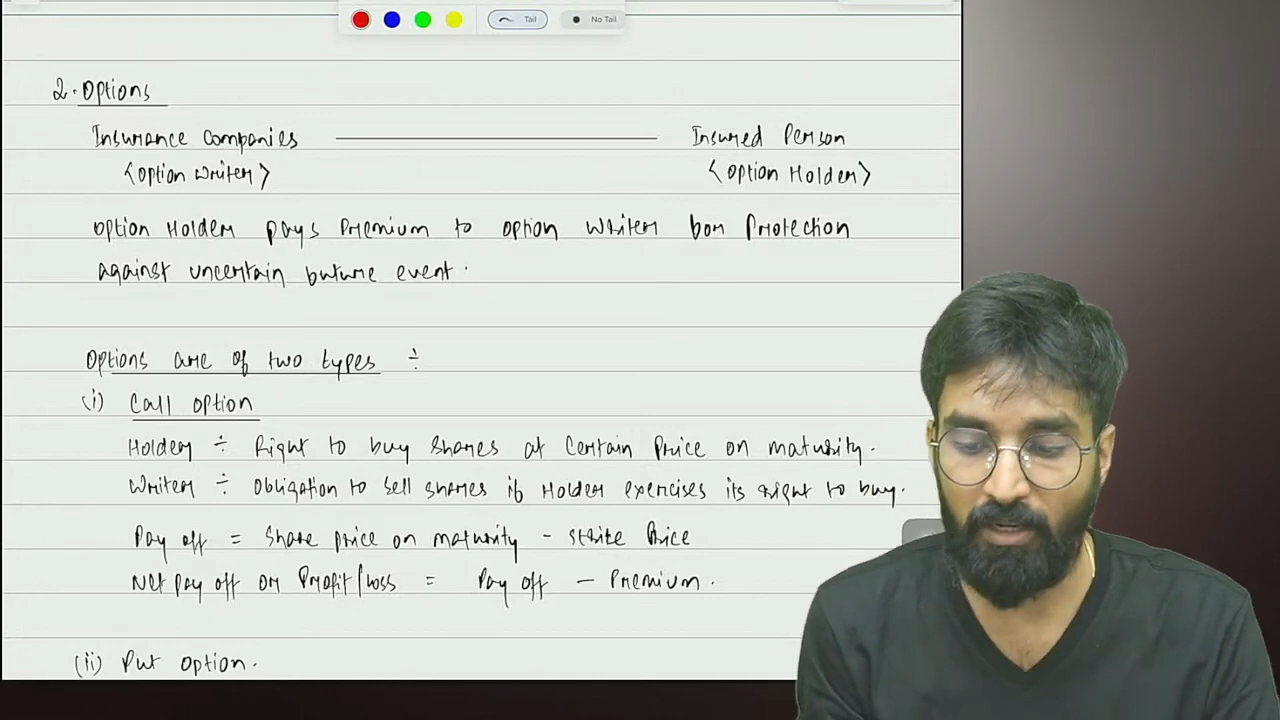 Tail No Tail
2. Options
Insurance Companies Insured Person
<Option Writer> <Option Holder>
Option Holder pays Premium to option Writer for Protection
against uncertain future event.
Options are of two types ÷
(i) Call option
Holder ÷ Right to buy shares at Certain Price on maturity.
Writer ÷ Obligation to sell shares if Holder exercises its right to buy.
Pay off = Share price on maturity - Strike Price
Net pay off or Profit/Loss = Pay off - Premium.
(ii) Put option.